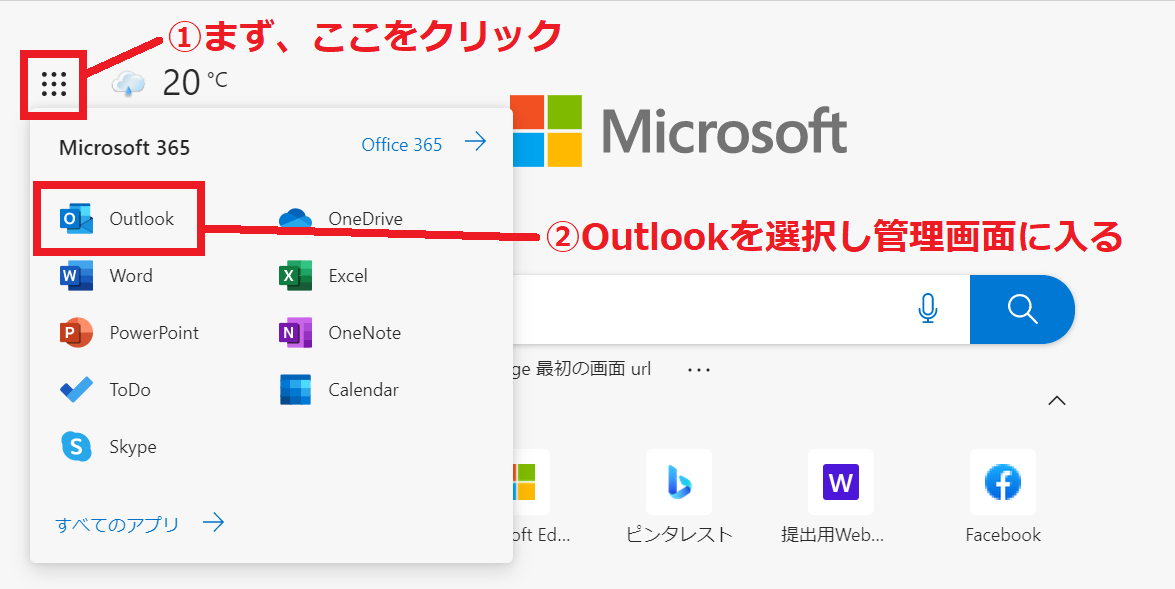 ①まず、ここをクリック
20 °C
Microsoft
Microsoft 365
Office 365
Outlook
OneDrive
②Outlookを選択し管理画面に入る
Word
Excel
PowerPoint
OneNote
ge 最初の画面 url
ToDo
Calendar
Skype
すべてのアプリ
oft Ed...
ピンタレスト
提出用Web...
Facebook